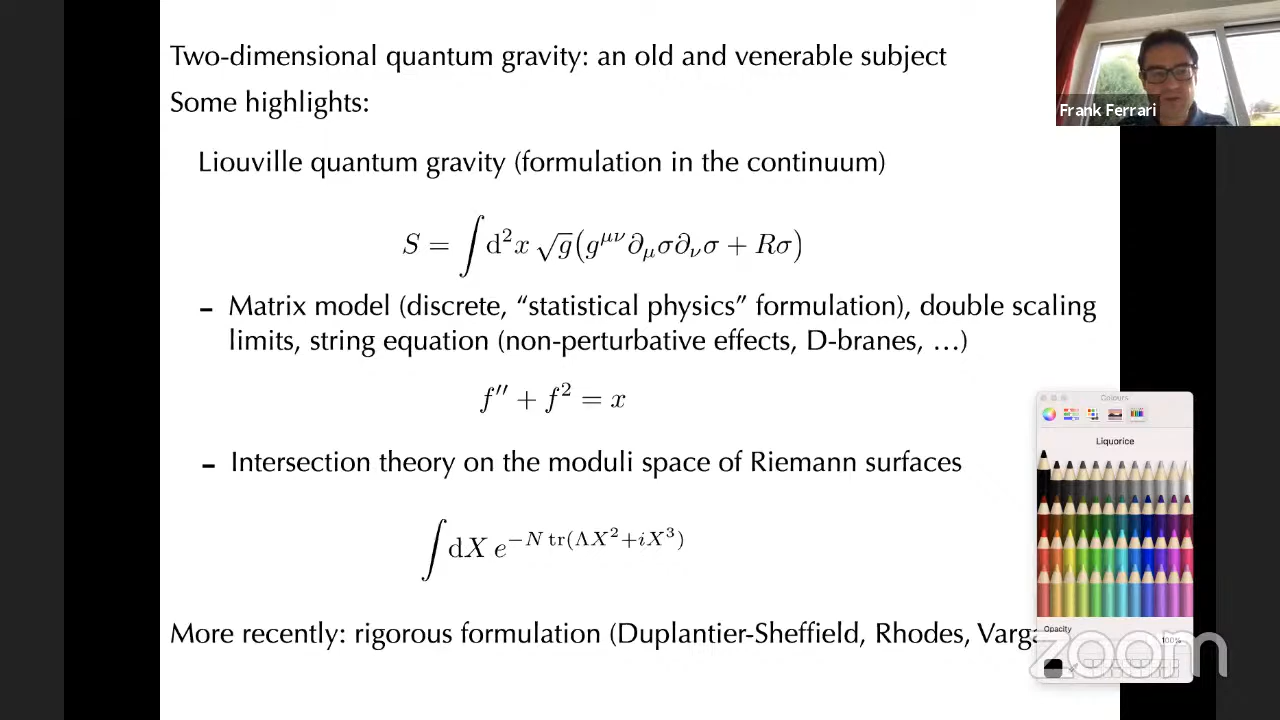 Two-dimensional quantum gravity: an old and venerable subject
Some highlights:
Frank Ferrari
Liouville quantum gravity (formulation in the continuum)
S = ∫ d²x √g (g^{μν} ∂_μσ ∂_νσ + Rσ)
- Matrix model (discrete, “statistical physics” formulation), double scaling
limits, string equation (non-perturbative effects, D-branes, …)
f″ + f² = x
Colours
Liquorice
- Intersection theory on the moduli space of Riemann surfaces
∫ dX e^{−N tr(ΛX²+iX³)}
More recently: rigorous formulation (Duplantier-Sheffield, Rhodes,
Opacity
100%
zoom